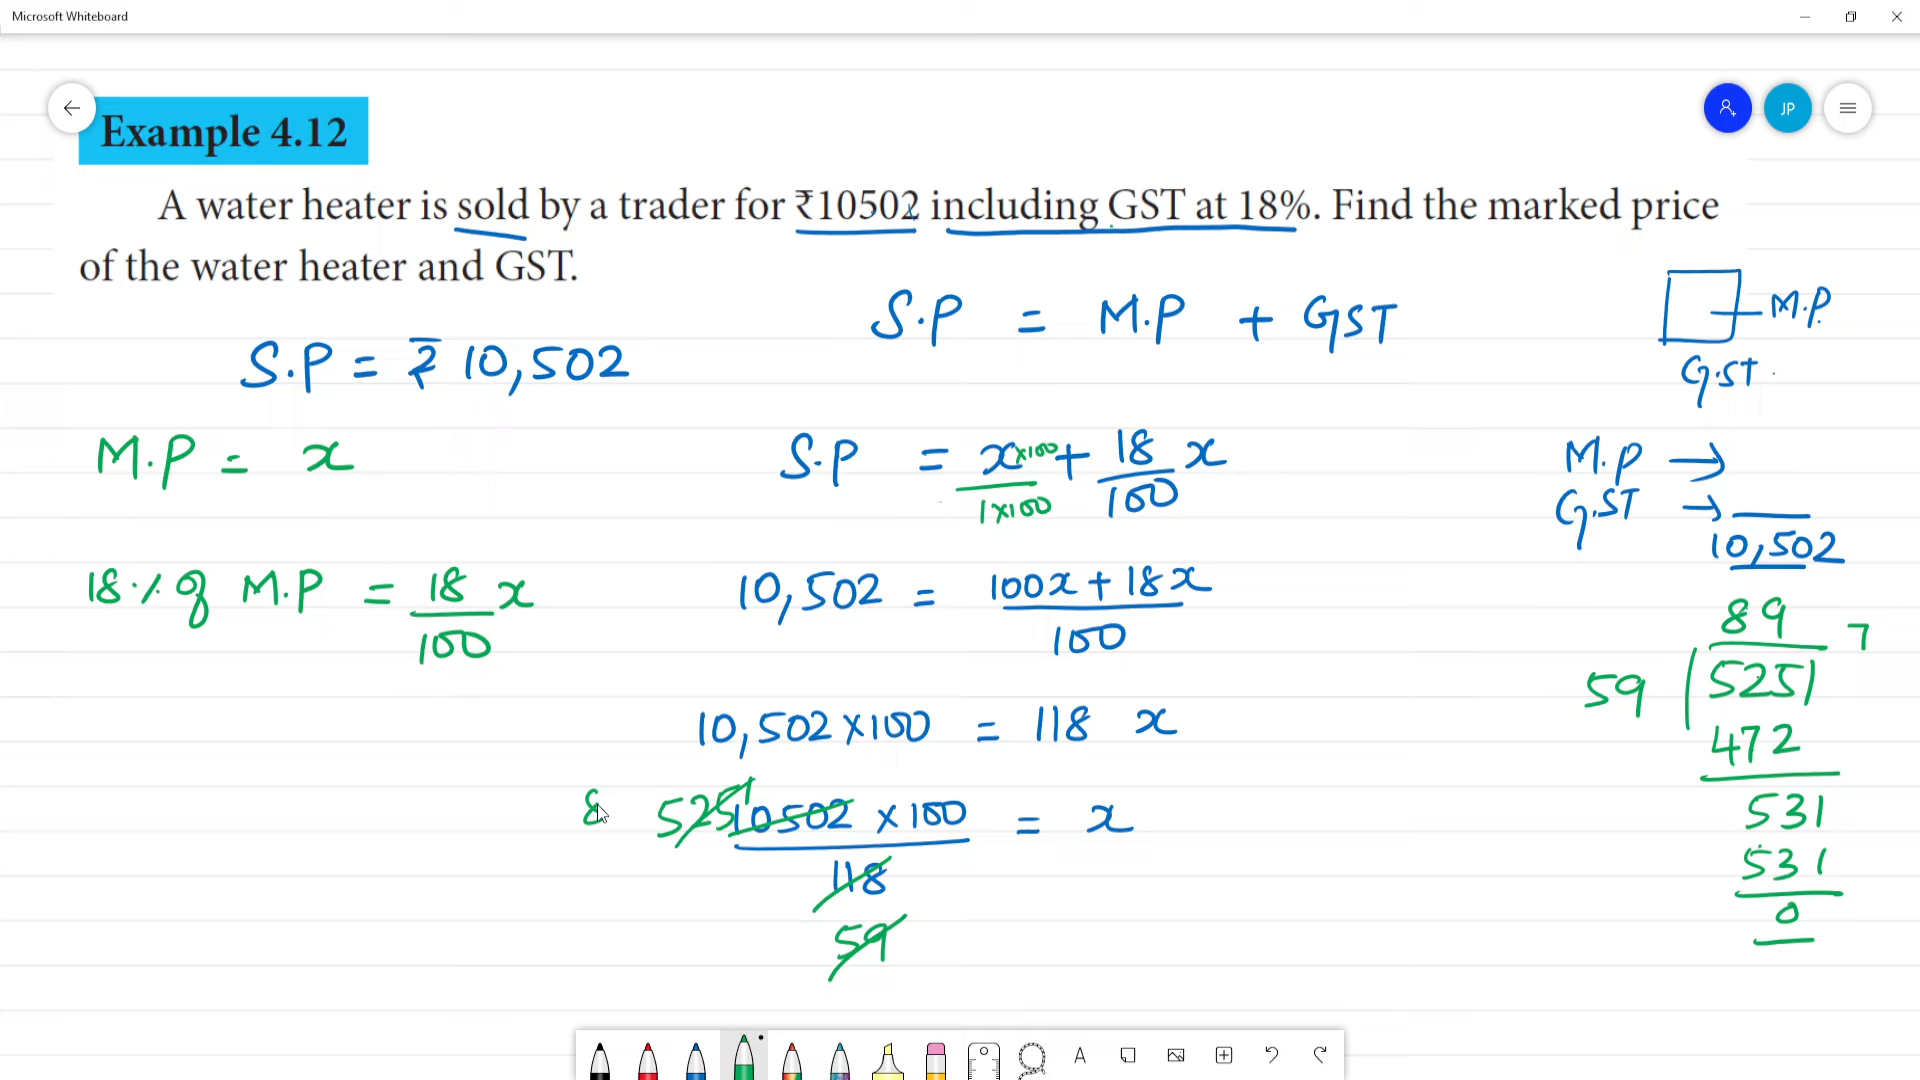 Microsoft Whiteboard
JP
Example 4.12
A water heater is sold by a trader for ₹10502 including GST at 18%. Find the marked price
of the water heater and GST.
S.P = M.P + GST
M.P
G.ST
S.P = ₹ 10,502
M.P = x
S.P = x×100/1×100 + 18/100 x
M.P →
G.ST →
10,502
18% of M.P = 18/100 x
10,502 = 100x + 18x / 100
10,502 × 100 = 118 x
8 5251 10502 × 100 / 118 = x
59
89 7
59 5251
472
531
531
0
A